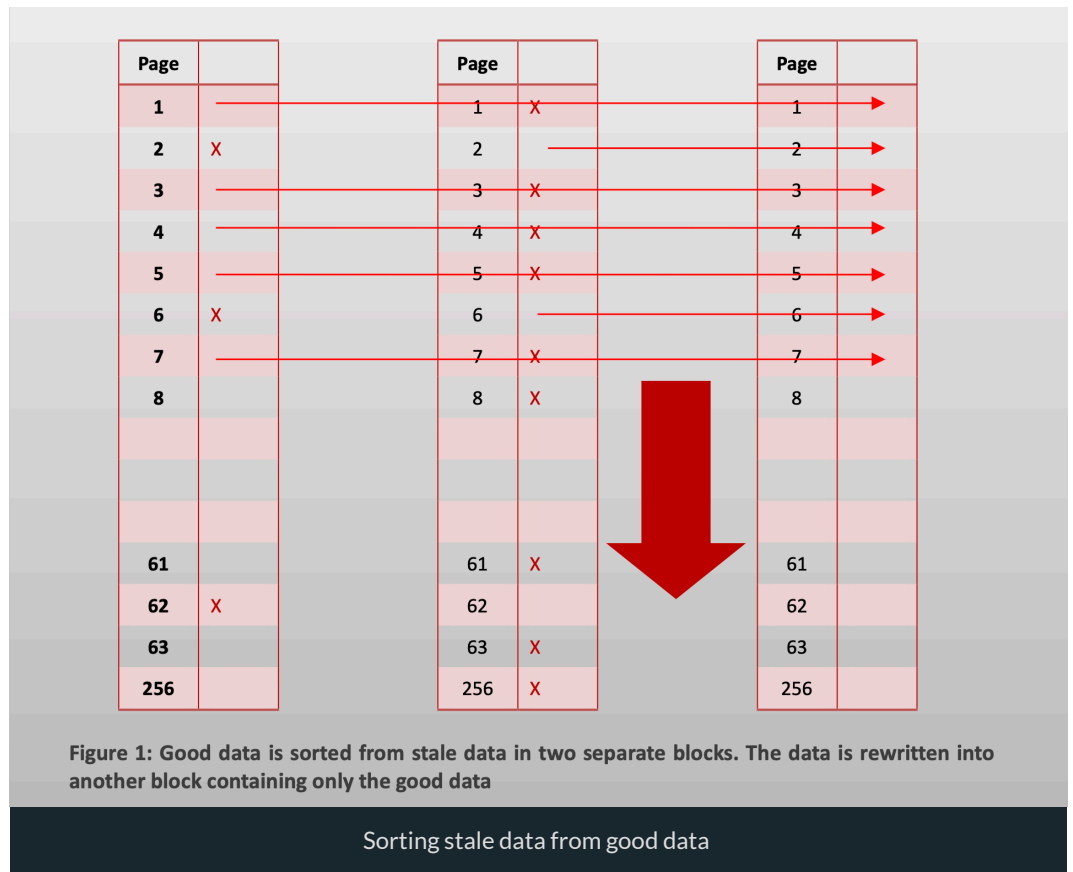 Page Page Page
1 1 X 1
2 X 2 2
3 3 X 3
4 4 X 4
5 5 X 5
6 X 6 6
7 7 X 7
8 8 X 8
61 61 X 61
62 X 62 62
63 63 X 63
256 256 X 256
Figure 1: Good data is sorted from stale data in two separate blocks. The data is rewritten into
another block containing only the good data
Sorting stale data from good data